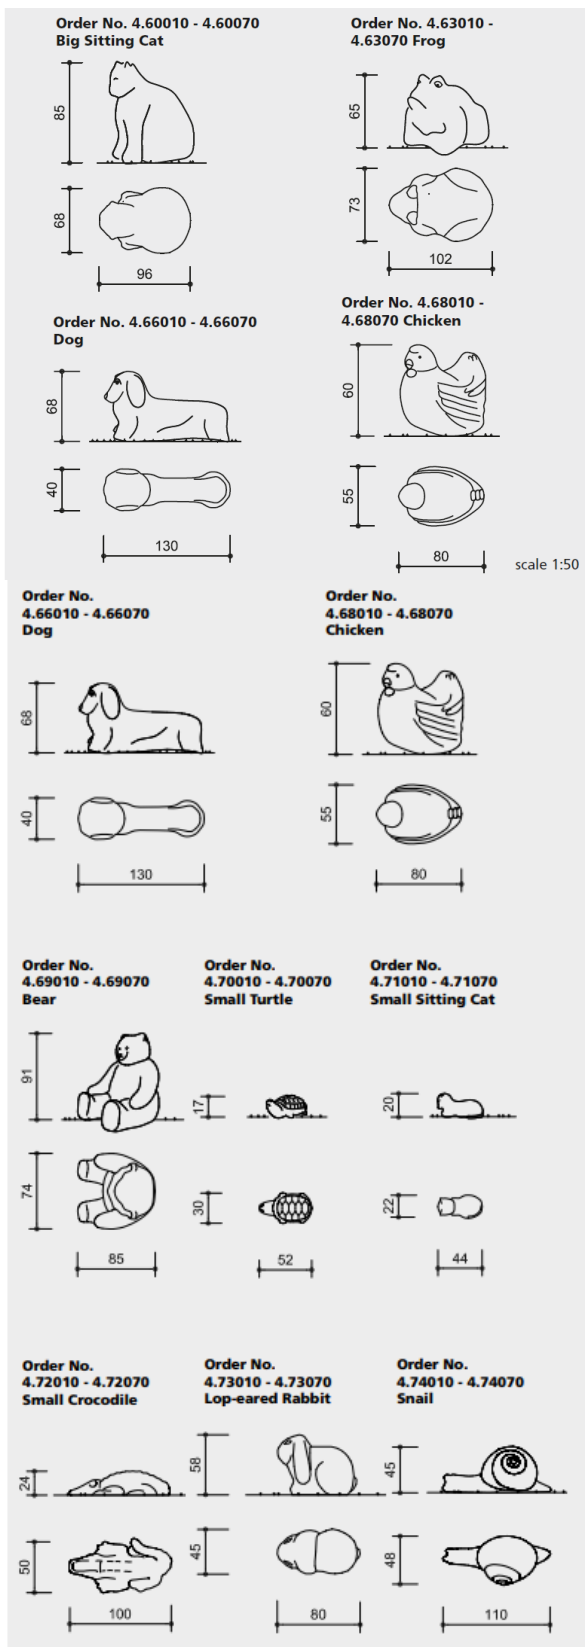 Order No. 4.60010 - 4.60070
Big Sitting Cat
85
68
96
Order No. 4.63010 -
4.63070 Frog
65
73
102
Order No. 4.66010 - 4.66070
Dog
68
40
130
Order No. 4.68010 -
4.68070 Chicken
60
55
80
scale 1:50
Order No.
4.66010 - 4.66070
Dog
68
40
130
Order No.
4.68010 - 4.68070
Chicken
60
55
80
Order No.
4.69010 - 4.69070
Bear
91
74
85
Order No.
4.70010 - 4.70070
Small Turtle
17
30
52
Order No.
4.71010 - 4.71070
Small Sitting Cat
20
22
44
Order No.
4.72010 - 4.72070
Small Crocodile
24
50
100
Order No.
4.73010 - 4.73070
Lop-eared Rabbit
58
45
80
Order No.
4.74010 - 4.74070
Snail
45
48
110